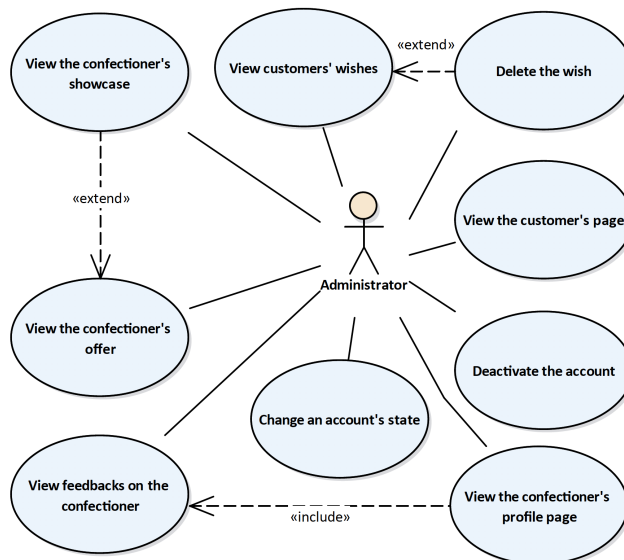 View the confectioner's
showcase
View customers' wishes
«extend»
Delete the wish
«extend»
View the customer's page
Administrator
View the confectioner's
offer
Deactivate the account
Change an account's state
View feedbacks on the
confectioner
«include»
View the confectioner's
profile page